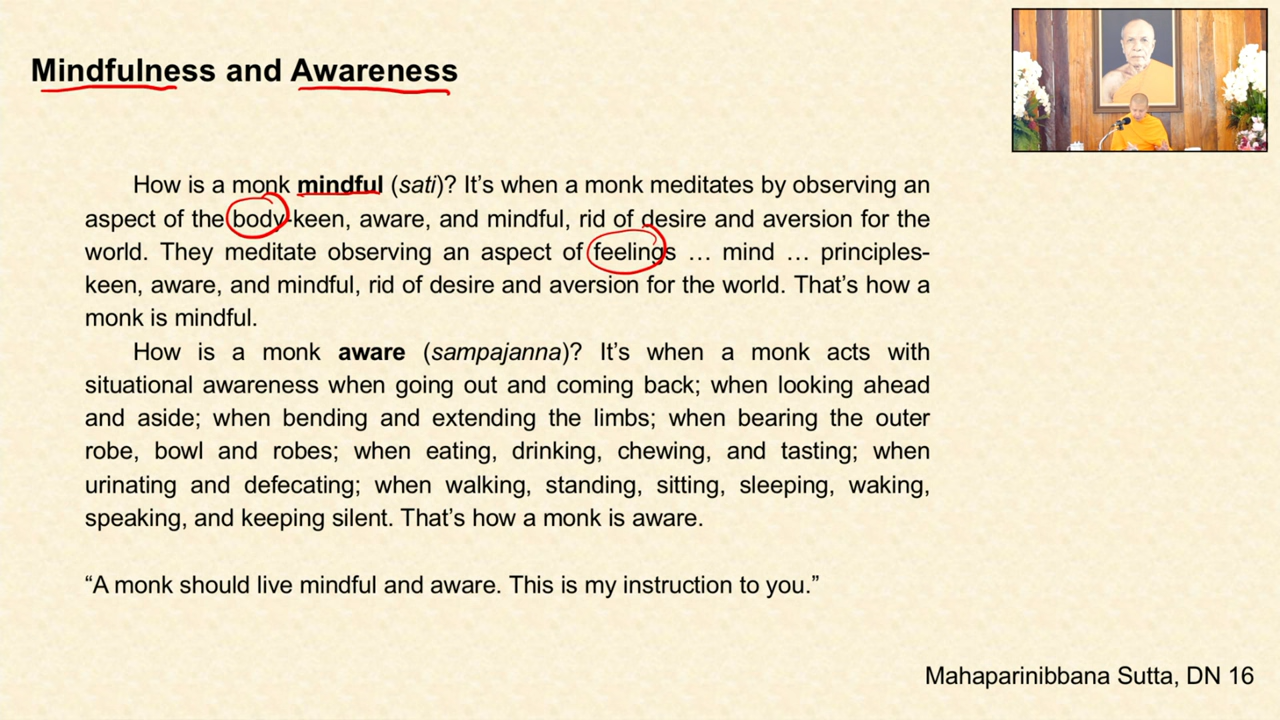 Mindfulness and Awareness
How is a monk mindful (sati)? It’s when a monk meditates by observing an
aspect of the body-keen, aware, and mindful, rid of desire and aversion for the
world. They meditate observing an aspect of feelings … mind … principles-
keen, aware, and mindful, rid of desire and aversion for the world. That’s how a
monk is mindful.
How is a monk aware (sampajanna)? It’s when a monk acts with
situational awareness when going out and coming back; when looking ahead
and aside; when bending and extending the limbs; when bearing the outer
robe, bowl and robes; when eating, drinking, chewing, and tasting; when
urinating and defecating; when walking, standing, sitting, sleeping, waking,
speaking, and keeping silent. That’s how a monk is aware.
“A monk should live mindful and aware. This is my instruction to you.”
Mahaparinibbana Sutta, DN 16